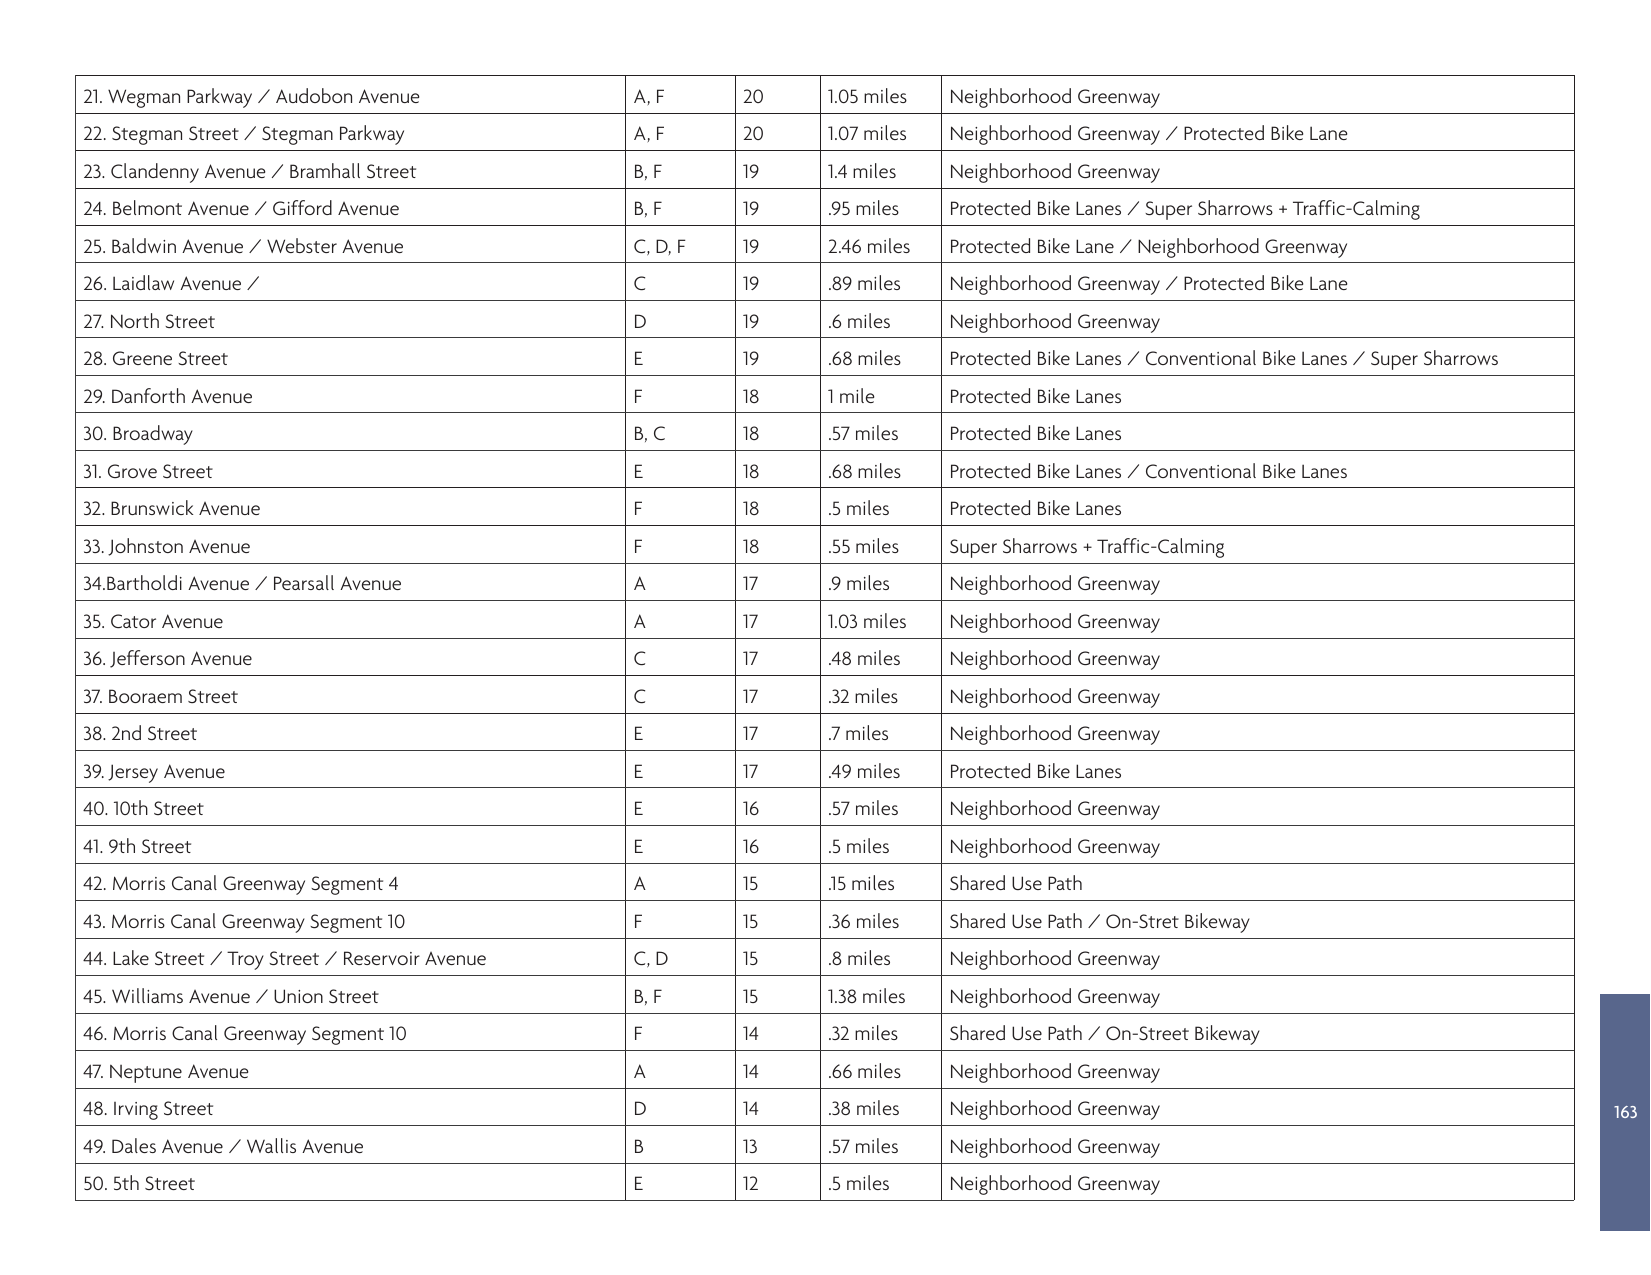 21. Wegman Parkway / Audobon Avenue A, F 20 1.05 miles Neighborhood Greenway
22. Stegman Street / Stegman Parkway A, F 20 1.07 miles Neighborhood Greenway / Protected Bike Lane
23. Clandenny Avenue / Bramhall Street B, F 19 1.4 miles Neighborhood Greenway
24. Belmont Avenue / Gifford Avenue B, F 19 .95 miles Protected Bike Lanes / Super Sharrows + Traffic-Calming
25. Baldwin Avenue / Webster Avenue C, D, F 19 2.46 miles Protected Bike Lane / Neighborhood Greenway
26. Laidlaw Avenue / C 19 .89 miles Neighborhood Greenway / Protected Bike Lane
27. North Street D 19 .6 miles Neighborhood Greenway
28. Greene Street E 19 .68 miles Protected Bike Lanes / Conventional Bike Lanes / Super Sharrows
29. Danforth Avenue F 18 1 mile Protected Bike Lanes
30. Broadway B, C 18 .57 miles Protected Bike Lanes
31. Grove Street E 18 .68 miles Protected Bike Lanes / Conventional Bike Lanes
32. Brunswick Avenue F 18 .5 miles Protected Bike Lanes
33. Johnston Avenue F 18 .55 miles Super Sharrows + Traffic-Calming
34.Bartholdi Avenue / Pearsall Avenue A 17 .9 miles Neighborhood Greenway
35. Cator Avenue A 17 1.03 miles Neighborhood Greenway
36. Jefferson Avenue C 17 .48 miles Neighborhood Greenway
37. Booraem Street C 17 .32 miles Neighborhood Greenway
38. 2nd Street E 17 .7 miles Neighborhood Greenway
39. Jersey Avenue E 17 .49 miles Protected Bike Lanes
40. 10th Street E 16 .57 miles Neighborhood Greenway
41. 9th Street E 16 .5 miles Neighborhood Greenway
42. Morris Canal Greenway Segment 4 A 15 .15 miles Shared Use Path
43. Morris Canal Greenway Segment 10 F 15 .36 miles Shared Use Path / On-Stret Bikeway
44. Lake Street / Troy Street / Reservoir Avenue C, D 15 .8 miles Neighborhood Greenway
45. Williams Avenue / Union Street B, F 15 1.38 miles Neighborhood Greenway
46. Morris Canal Greenway Segment 10 F 14 .32 miles Shared Use Path / On-Street Bikeway
47. Neptune Avenue A 14 .66 miles Neighborhood Greenway
48. Irving Street D 14 .38 miles Neighborhood Greenway
49. Dales Avenue / Wallis Avenue B 13 .57 miles Neighborhood Greenway
50. 5th Street E 12 .5 miles Neighborhood Greenway
163